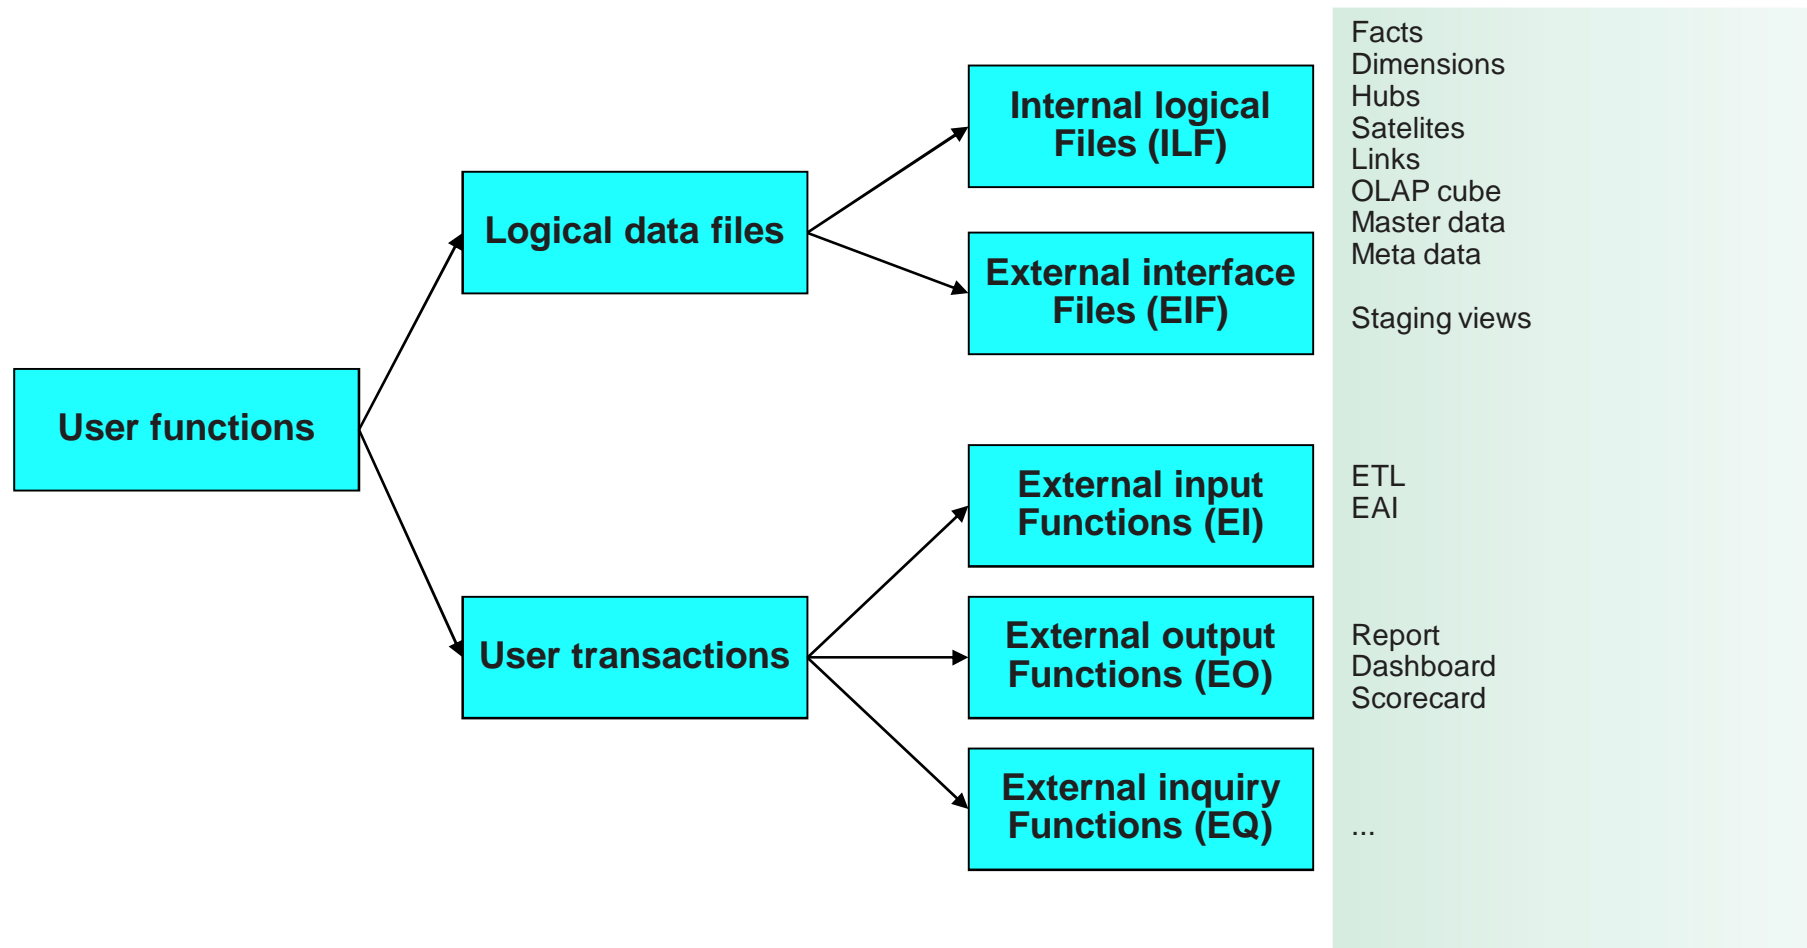 User functions
Logical data files
User transactions
Internal logical
Files (ILF)
External interface
Files (EIF)
External input
Functions (EI)
External output
Functions (EO)
External inquiry
Functions (EQ)
Facts
Dimensions
Hubs
Satelites
Links
OLAP cube
Master data
Meta data
Staging views
ETL
EAI
Report
Dashboard
Scorecard
...